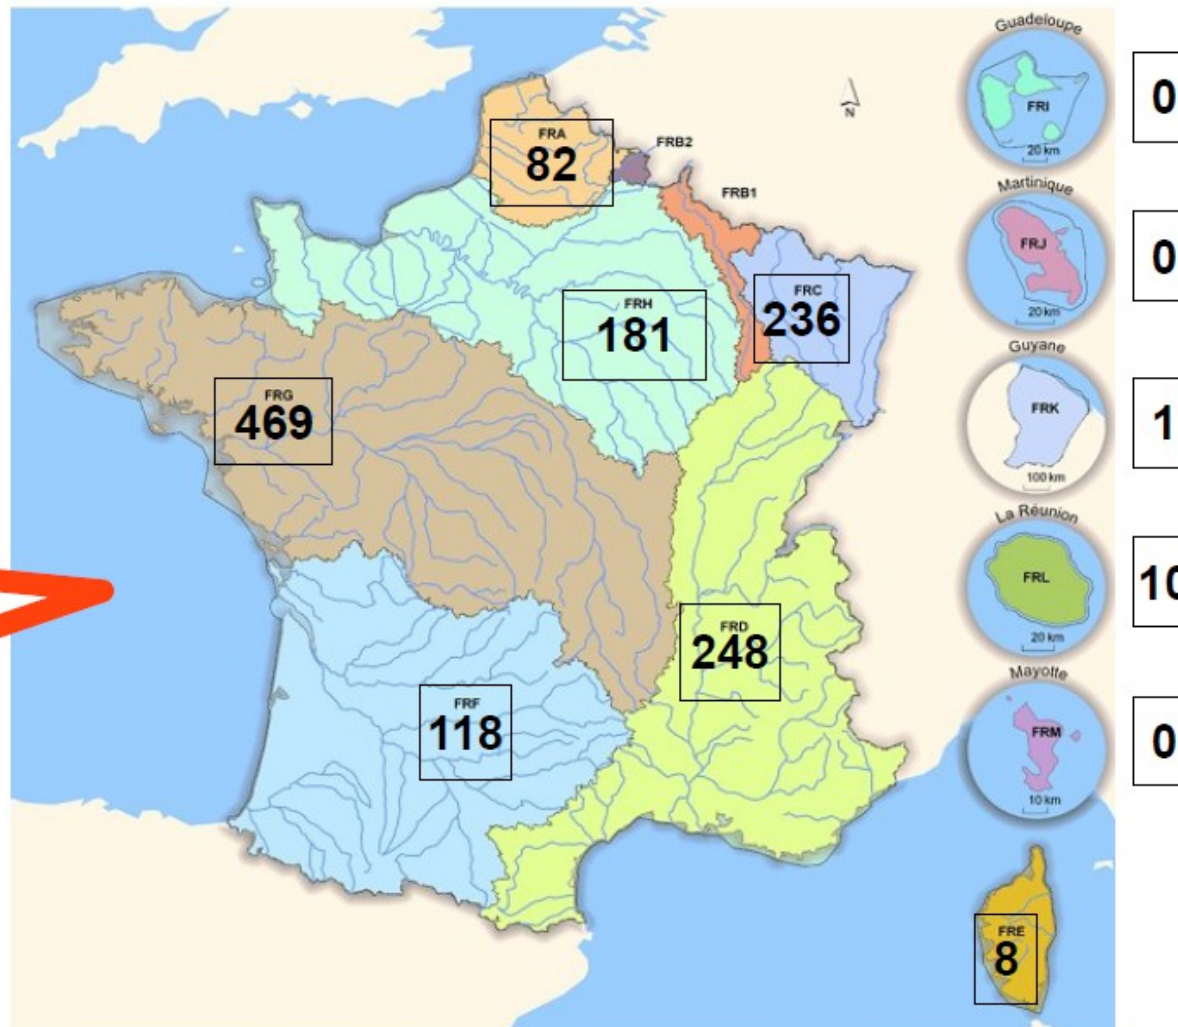 Guadeloupe
FRI
20 km
0
N
FRA
82
FRB2
FRB1
Martinique
FRJ
20 km
0
FRH
181
FRC
236
Guyane
FRK
100 km
1
FRG
469
La Réunion
FRL
20 km
10
FRD
248
FRF
118
Mayotte
FRM
10 km
0
FRE
8